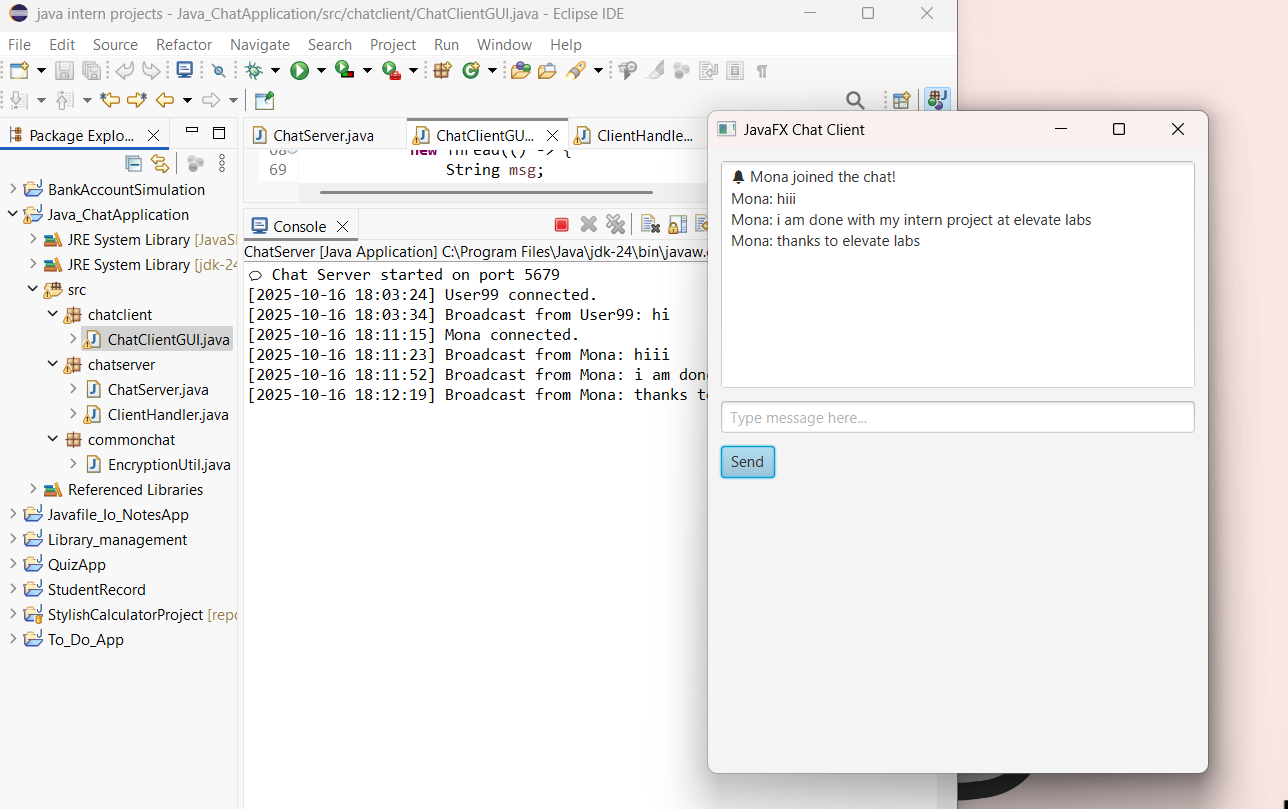 java intern projects - Java_ChatApplication/src/chatclient/ChatClientGUI.java - Eclipse IDE
File Edit Source Refactor Navigate Search Project Run Window Help
Package Explo...
BankAccountSimulation
Java_ChatApplication
JRE System Library [JavaSE
JRE System Library [jdk-24
src
chatclient
ChatClientGUI.java
chatserver
ChatServer.java
ClientHandler.java
commonchat
EncryptionUtil.java
Referenced Libraries
Javafile_Io_NotesApp
Library_management
QuizApp
StudentRecord
StylishCalculatorProject [repo
To_Do_App
ChatServer.java ChatClientGU... ClientHandle...
68 new Thread(() -> {
69 String msg;
Console
ChatServer [Java Application] C:\Program Files\Java\jdk-24\bin\javaw.
Chat Server started on port 5679
[2025-10-16 18:03:24] User99 connected.
[2025-10-16 18:03:34] Broadcast from User99: hi
[2025-10-16 18:11:15] Mona connected.
[2025-10-16 18:11:23] Broadcast from Mona: hiii
[2025-10-16 18:11:52] Broadcast from Mona: i am done
[2025-10-16 18:12:19] Broadcast from Mona: thanks to
JavaFX Chat Client
Mona joined the chat!
Mona: hiii
Mona: i am done with my intern project at elevate labs
Mona: thanks to elevate labs
Type message here...
Send